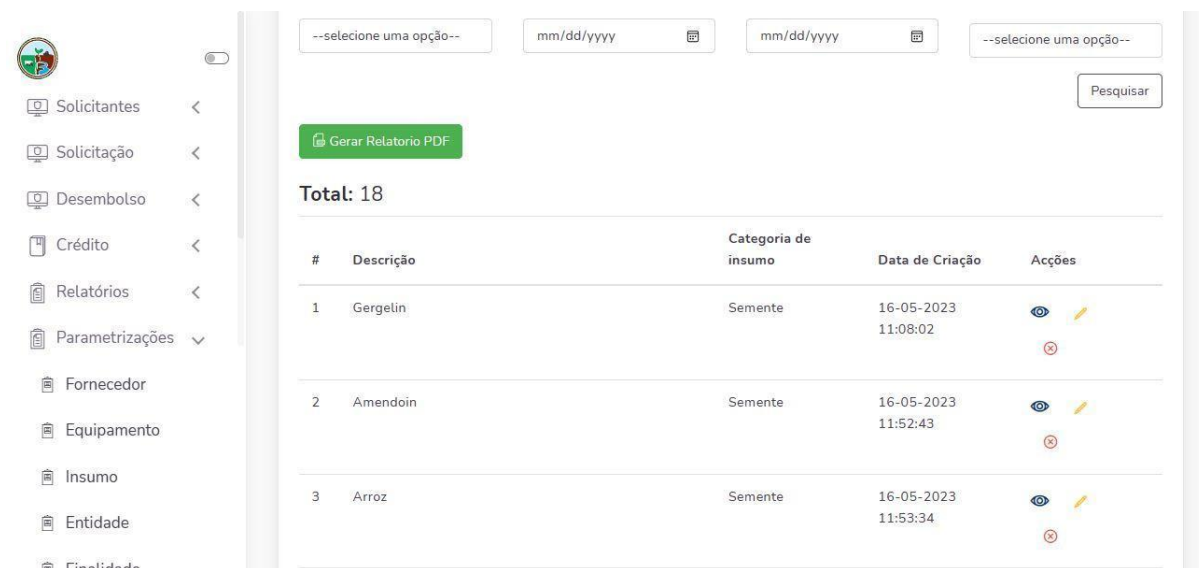 Solicitantes
Solicitação
Desembolso
Crédito
Relatórios
Parametrizações
Fornecedor
Equipamento
Insumo
Entidade
Finalidade
--selecione uma opção--
mm/dd/yyyy
mm/dd/yyyy
--selecione uma opção--
Pesquisar
Gerar Relatorio PDF
Total: 18
# Descrição Categoria de insumo Data de Criação Acções
1 Gergelin Semente 16-05-2023 11:08:02
2 Amendoin Semente 16-05-2023 11:52:43
3 Arroz Semente 16-05-2023 11:53:34